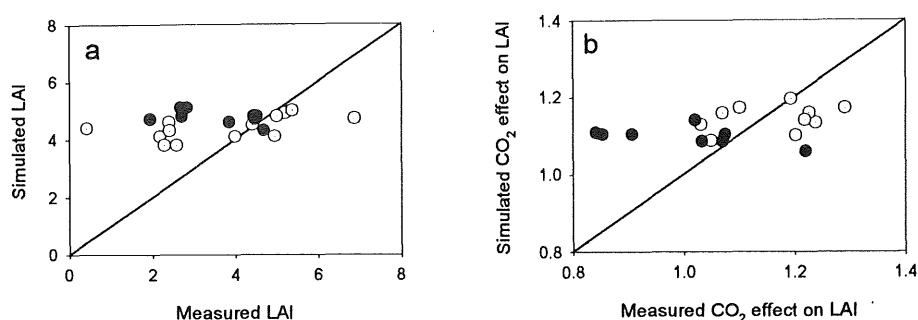 a
Simulated LAI
8
6
4
2
0
0 2 4 6 8
Measured LAI
b
Simulated CO₂ effect on LAI
1.4
1.2
1.0
0.8
0.8 1.0 1.2 1.4
Measured CO₂ effect on LAI